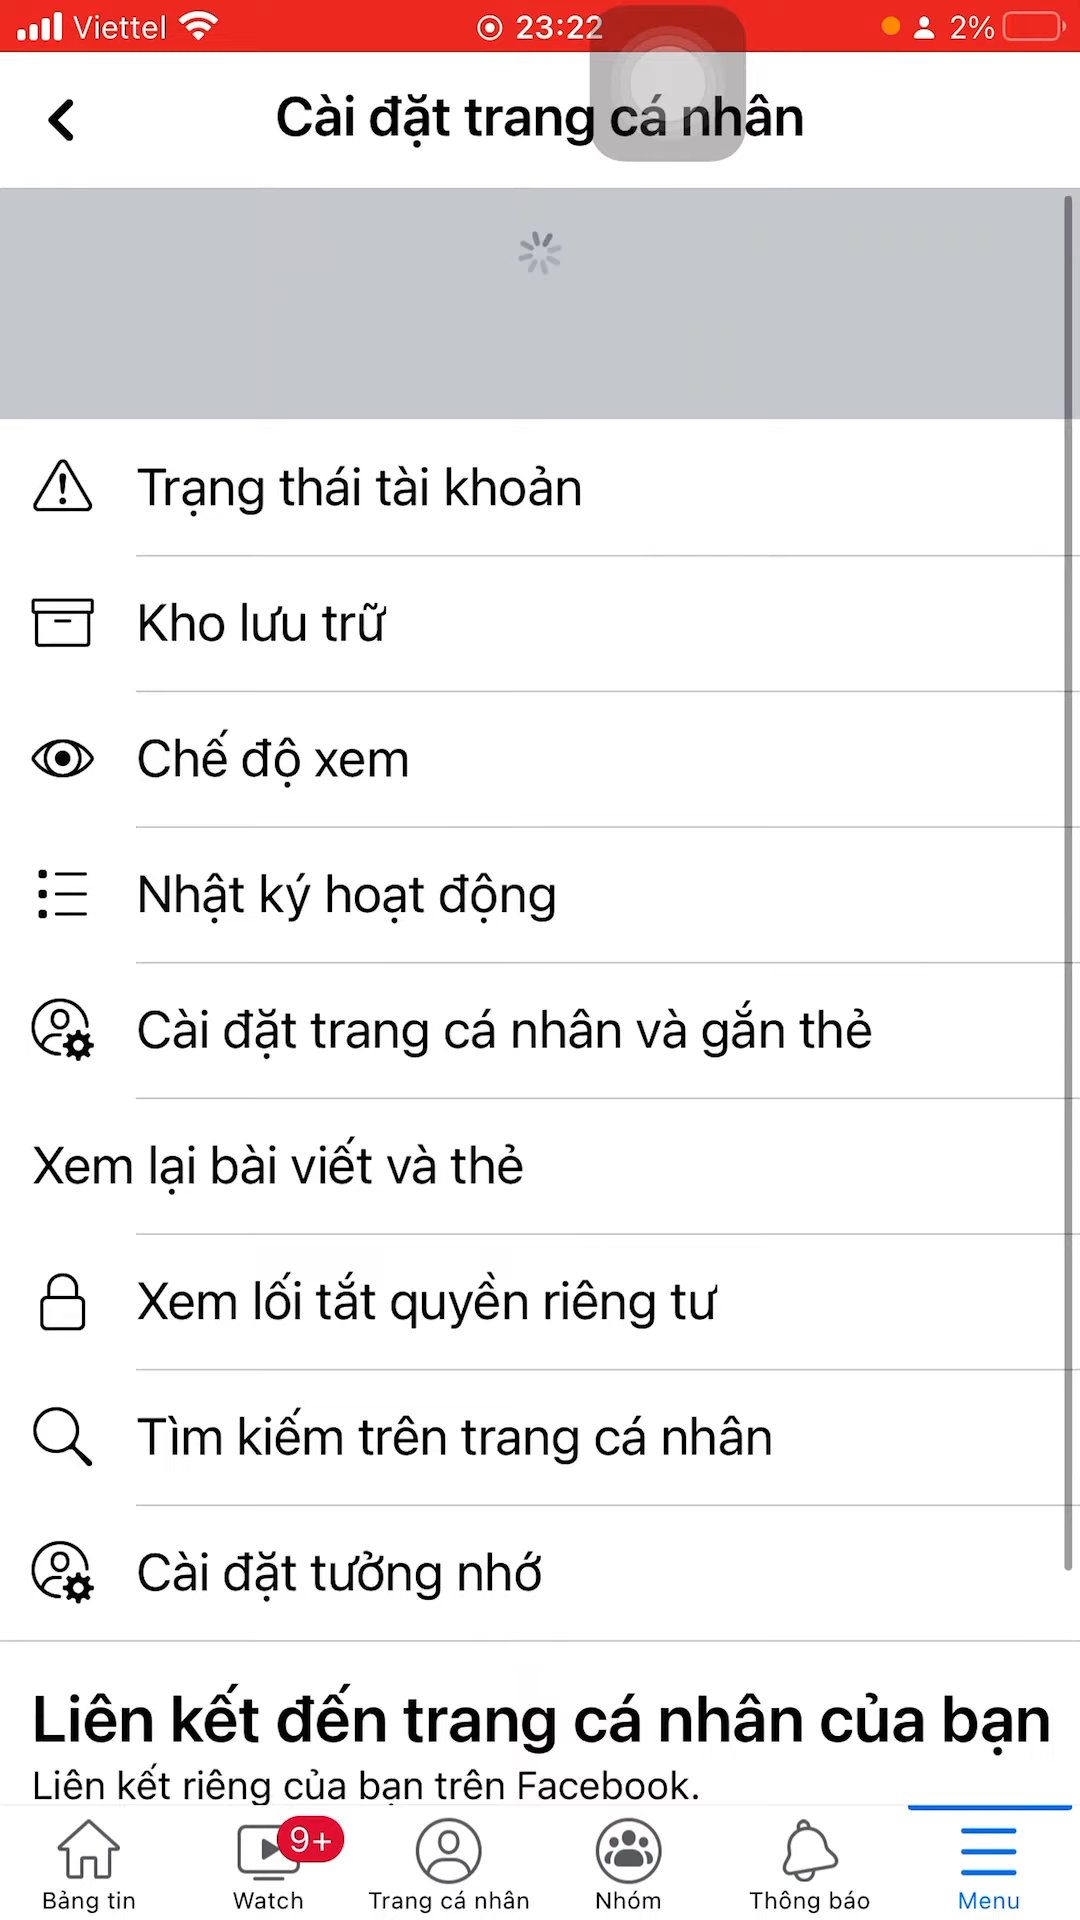 Viettel 23:22 2%
Cài đặt trang cá nhân
Trạng thái tài khoản
Kho lưu trữ
Chế độ xem
Nhật ký hoạt động
Cài đặt trang cá nhân và gắn thẻ
Xem lại bài viết và thẻ
Xem lối tắt quyền riêng tư
Tìm kiếm trên trang cá nhân
Cài đặt tưởng nhớ
Liên kết đến trang cá nhân của bạn
Liên kết riêng của bạn trên Facebook.
9+
Bảng tin Watch Trang cá nhân Nhóm Thông báo Menu